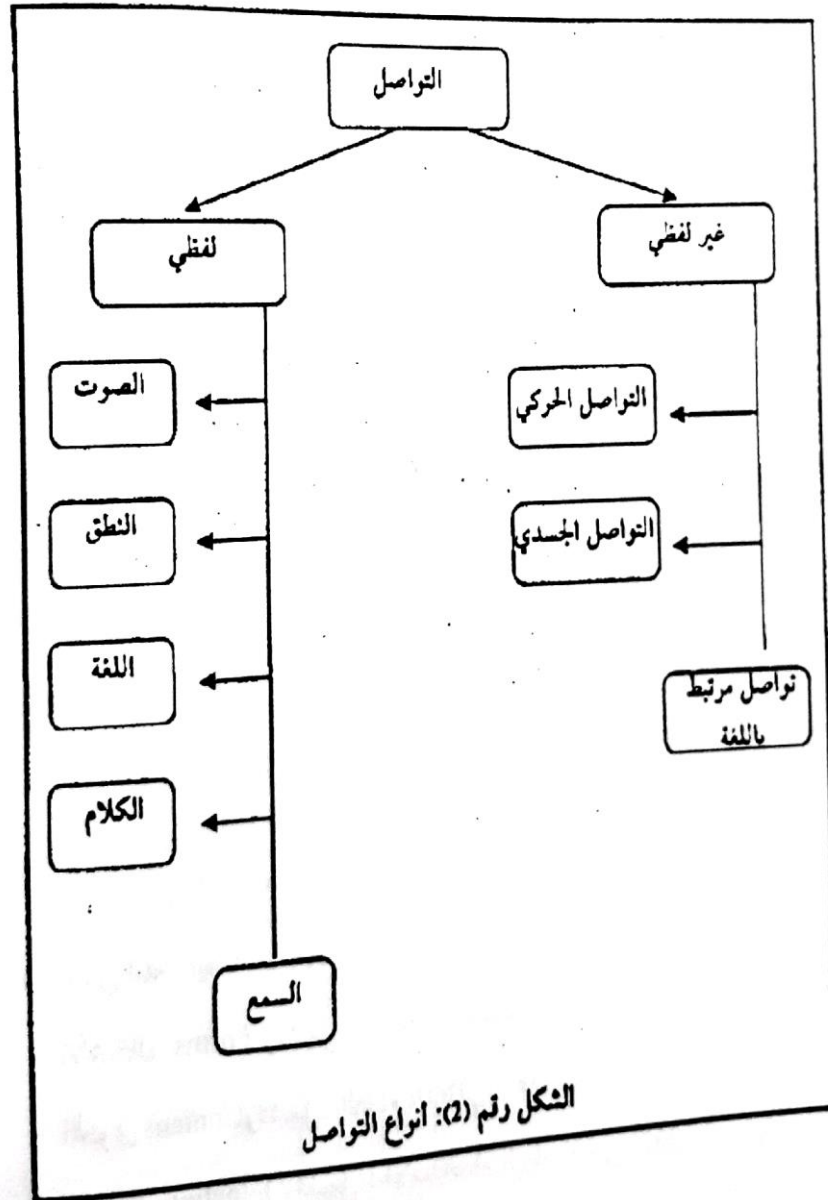 التواصل
غير لفظي
لفظي
التواصل الحركي
الصوت
التواصل الجسدي
النطق
تواصل مرتبط
باللغة
اللغة
الكلام
السمع
الشكل رقم (2): أنواع التواصل